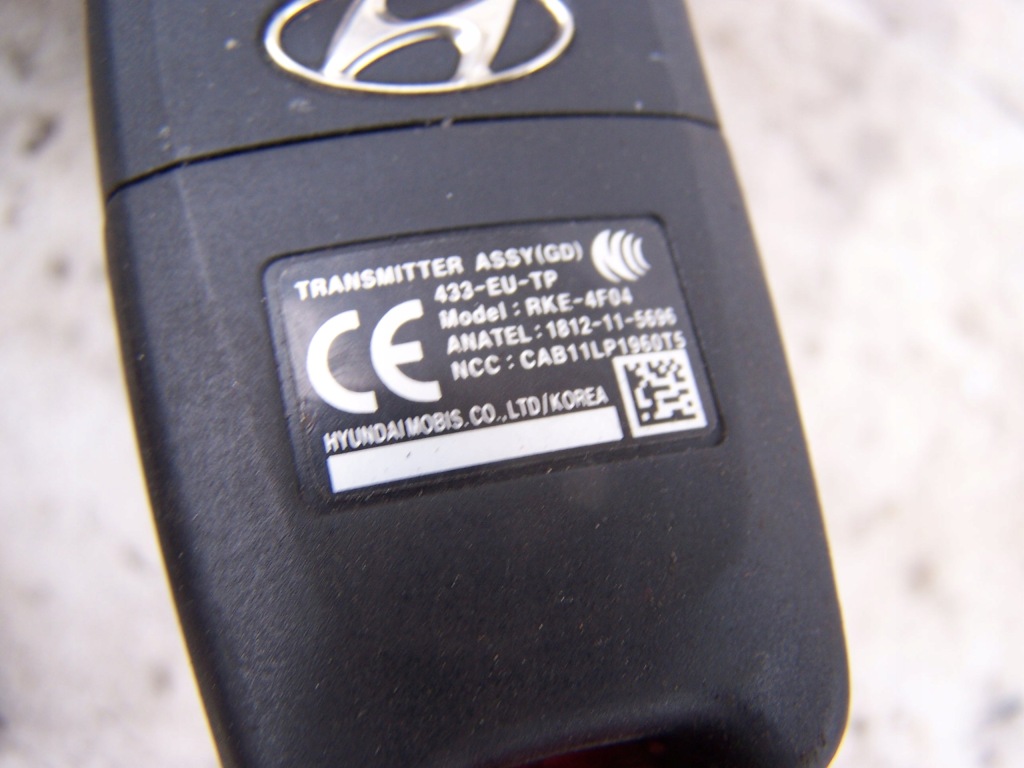 TRANSMITTER ASSY(GD)
433-EU-TP
Model : RKE-4F04
ANATEL : 1812-11-5696
NCC : CAB11LP1960T5
CE
HYUNDAI MOBIS. CO., LTD/KOREA